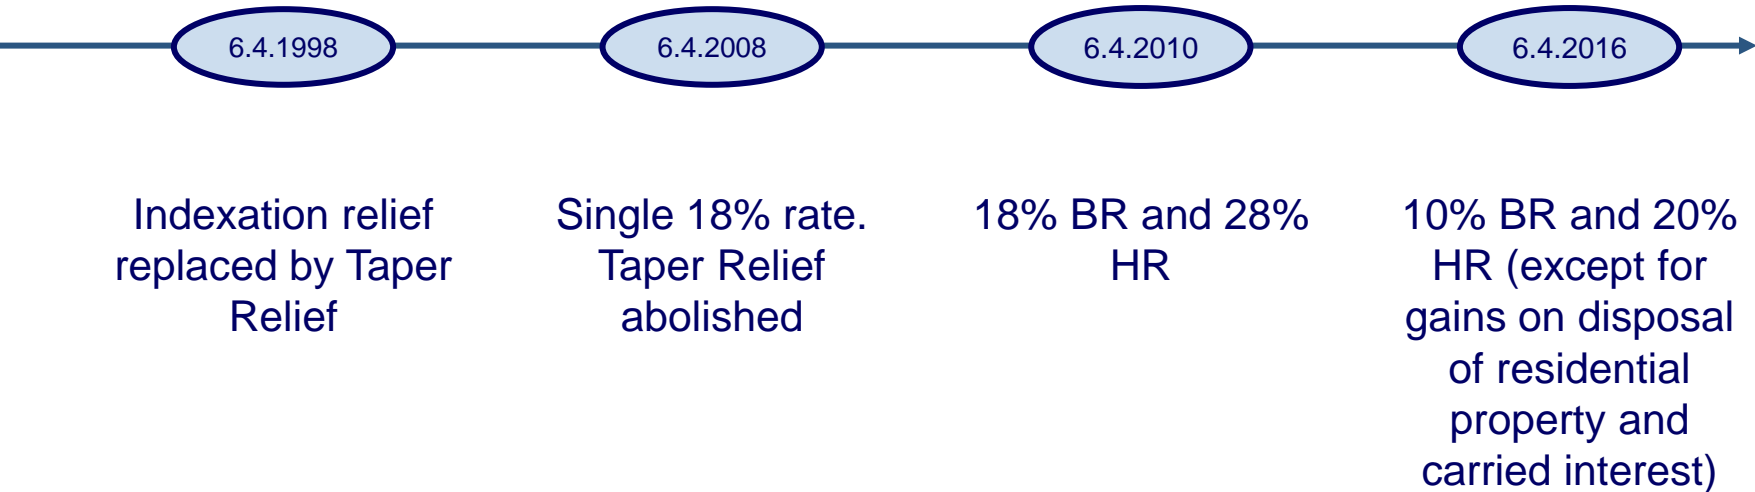 6.4.1998
6.4.2008
6.4.2010
6.4.2016
Indexation relief
replaced by Taper
Relief
Single 18% rate.
Taper Relief
abolished
18% BR and 28%
HR
10% BR and 20%
HR (except for
gains on disposal
of residential
property and
carried interest)